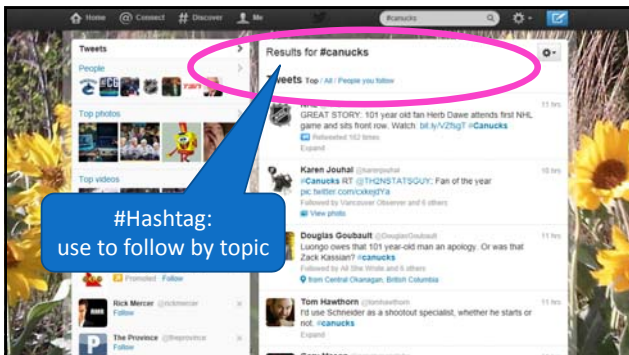 Home @ Connect # Discover Me
#canucks
Tweets
People
Top photos
Top videos
Results for #canucks
Tweets Top / All / People you follow
11 hrs
GREAT STORY: 101 year old fan Herb Dawe attends first NHL
game and sits front row. Watch: bit.ly/VZfsgT #Canucks
Retweeted 162 times
Expand
Karen Jouhal @karenjouhal 10 hrs
#Canucks RT @TH2NSTATSGUY: Fan of the year
pic.twitter.com/cxkejdYa
Followed by Vancouver Observer and 6 others
View photo
Douglas Goubault @DouglasGoubault 11 hrs
Luongo owes that 101 year-old man an apology. Or was that
Zack Kassian? #canucks
Followed by All She Wrote and 6 others
from Central Okanagan, British Columbia
Tom Hawthorn @tomhawthorn 11 hrs
I'd use Schneider as a shootout specialist, whether he starts or
not. #canucks
Expand
#Hashtag:
use to follow by topic
Promoted Follow
Rick Mercer @rickmercer
Follow
The Province @theprovince
Follow